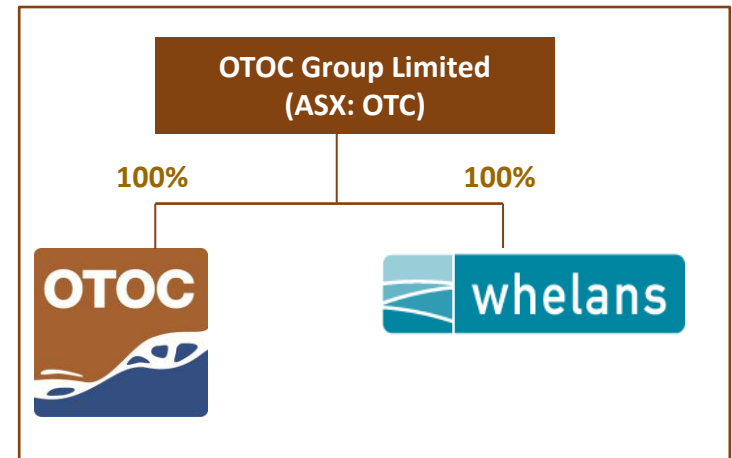 OTOC Group Limited
(ASX: OTC)
100%
100%
OTOC
whelans